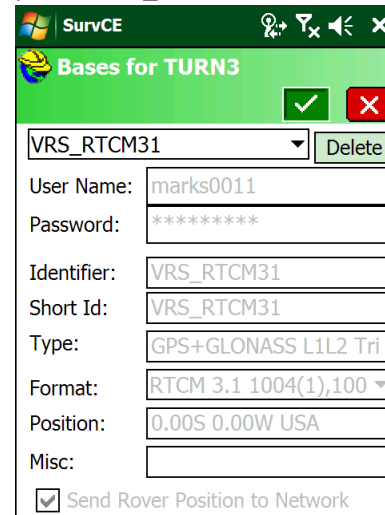 SurvCE
Bases for TURN3
VRS_RTCM31
Delete
User Name: marks0011
Password: *********
Identifier: VRS_RTCM31
Short Id: VRS_RTCM31
Type: GPS+GLONASS L1L2 Tri
Format: RTCM 3.1 1004(1),100
Position: 0.00S 0.00W USA
Misc:
Send Rover Position to Network